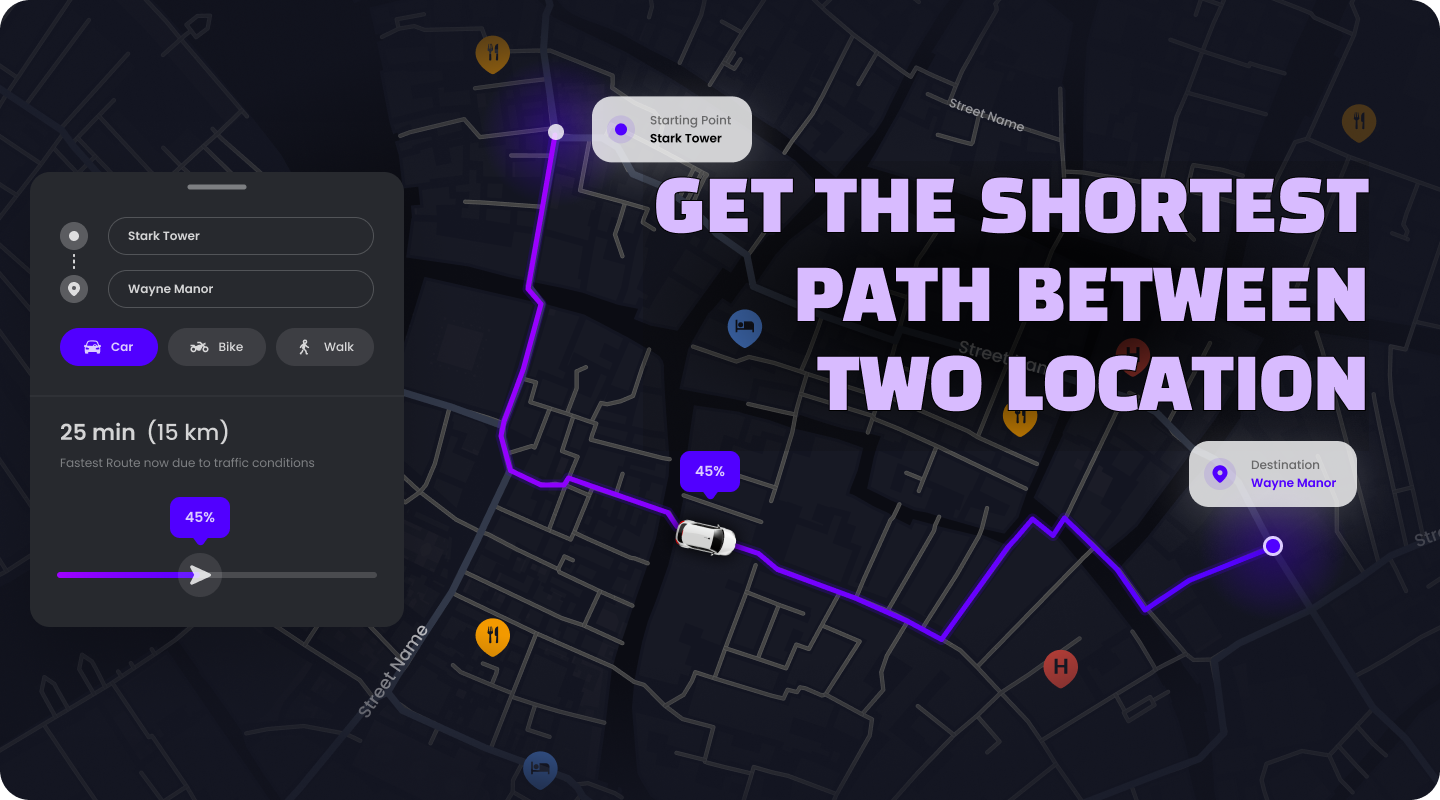 Street Name
Starting Point
Stark Tower
GET THE SHORTEST
PATH BETWEEN
TWO LOCATION
Stark Tower
Wayne Manor
Car
Bike
Walk
25 min (15 km)
Fastest Route now due to traffic conditions
45%
H
Street Name
45%
Destination
Wayne Manor
Street Name
H